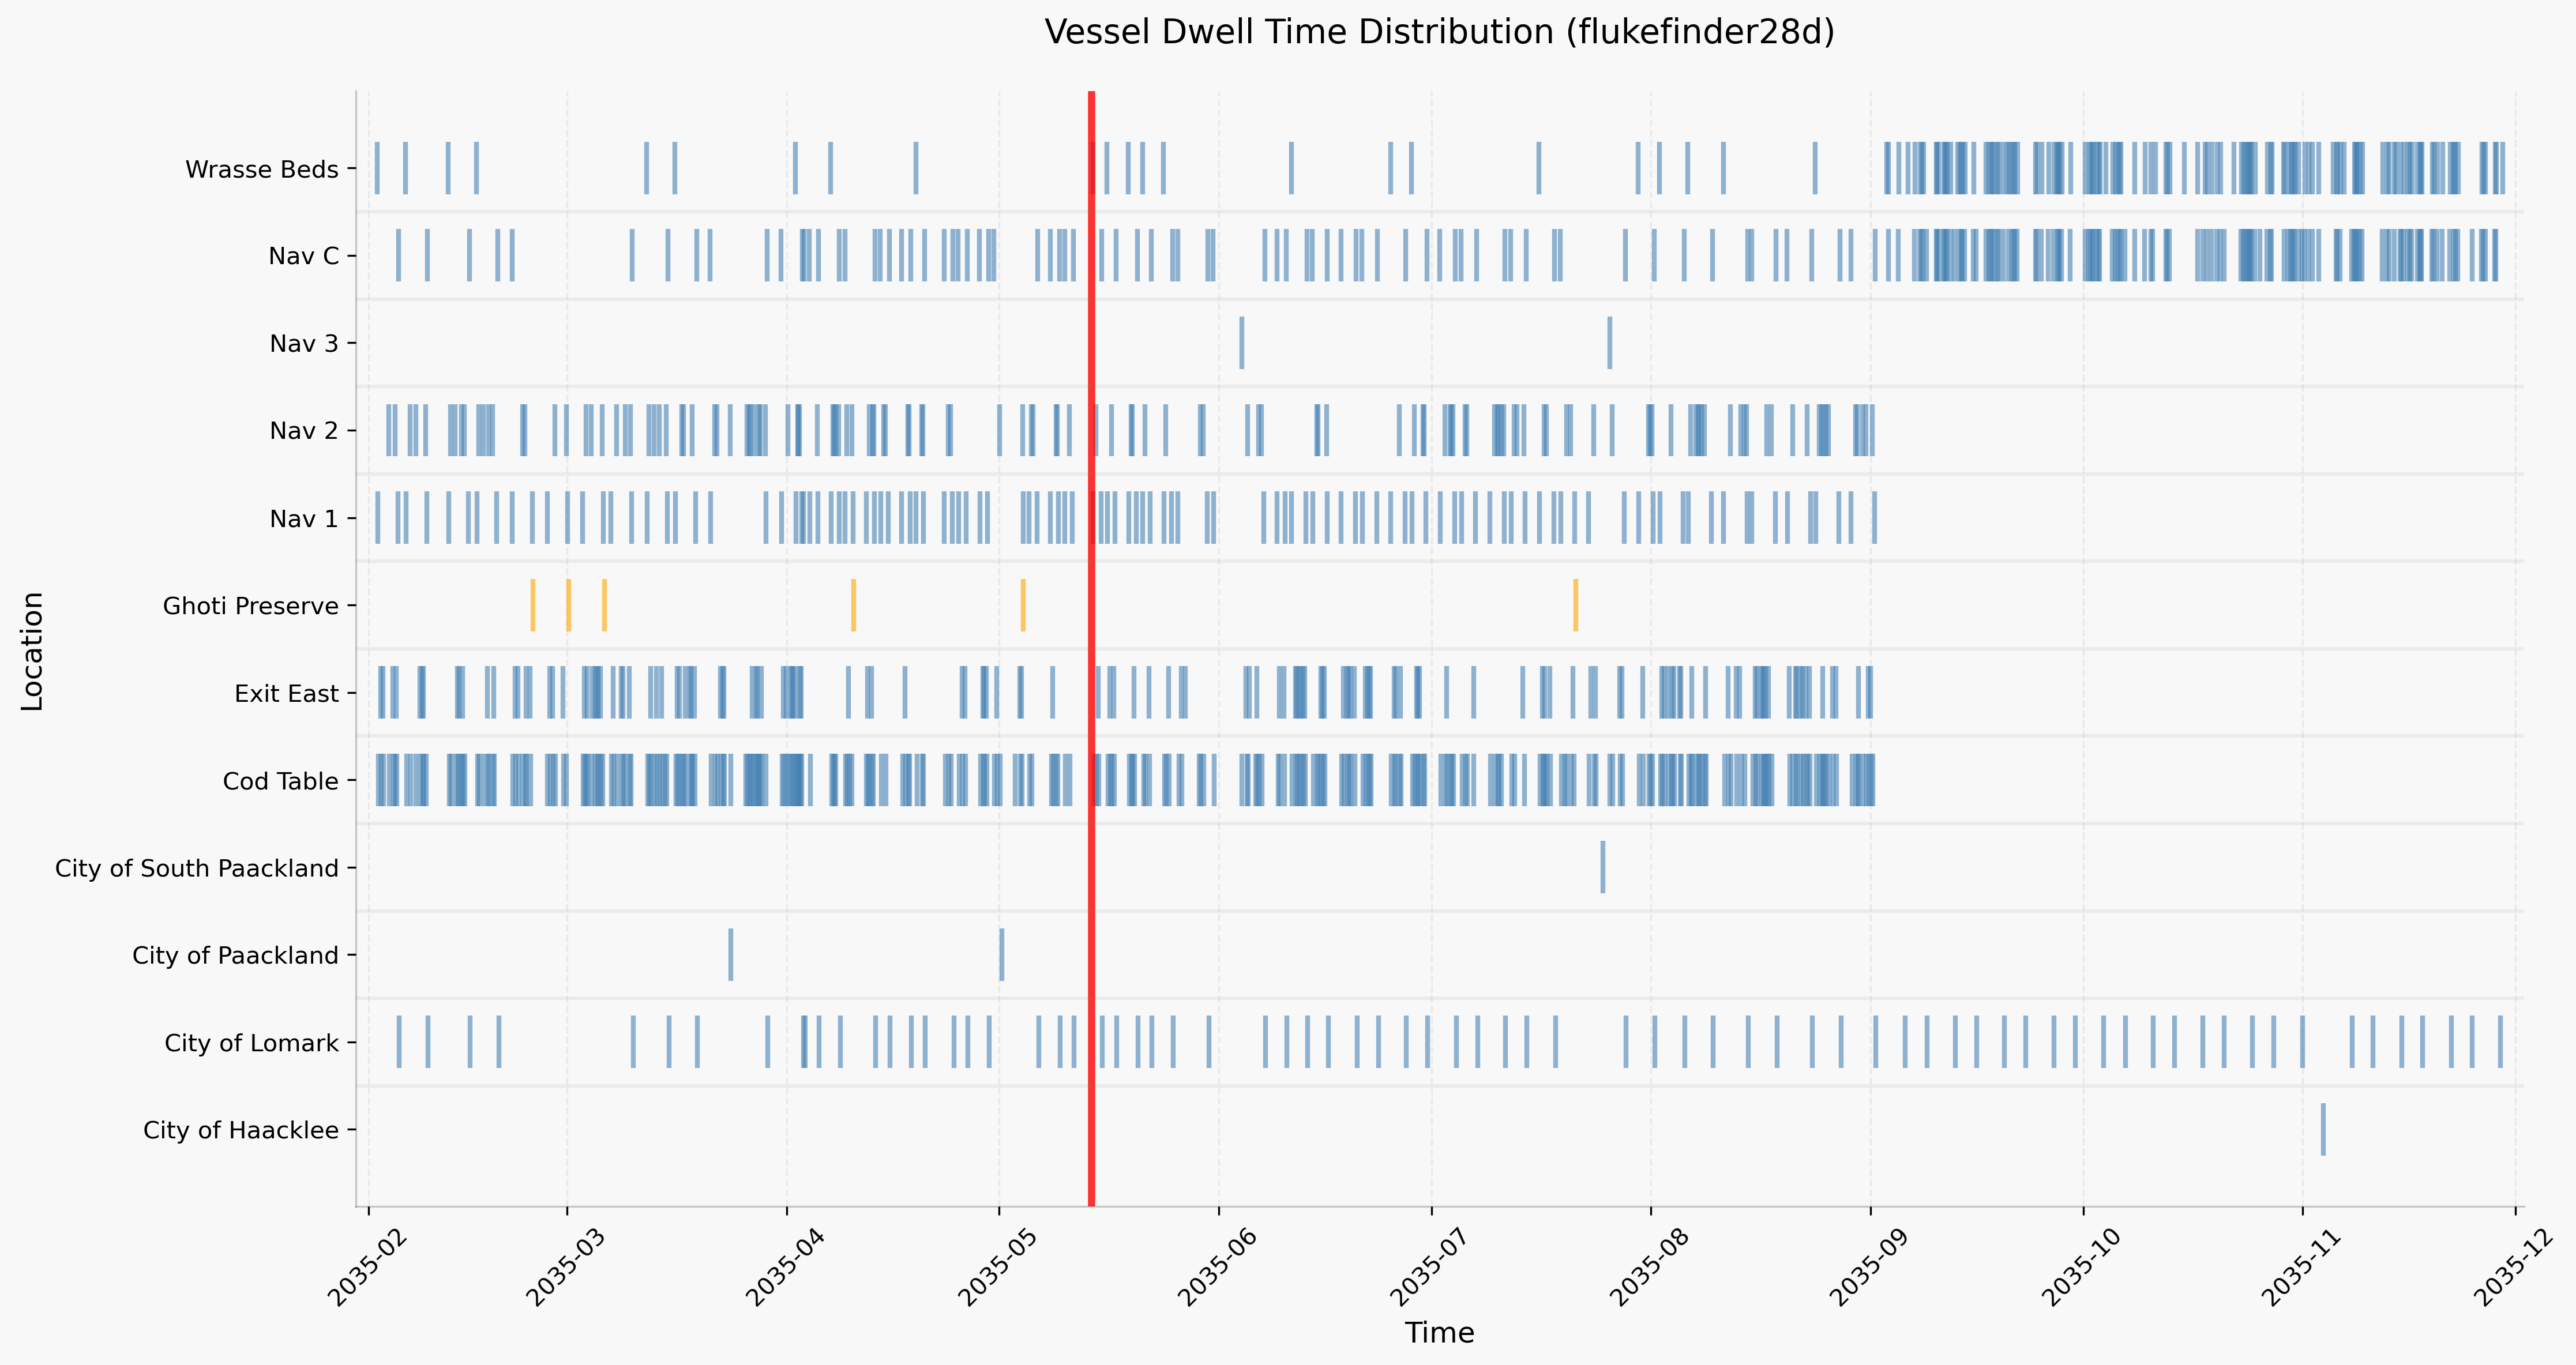 Vessel Dwell Time Distribution (flukefinder28d)
Location
Wrasse Beds
Nav C
Nav 3
Nav 2
Nav 1
Ghoti Preserve
Exit East
Cod Table
City of South Paackland
City of Paackland
City of Lomark
City of Haacklee
2035-02
2035-03
2035-04
2035-05
2035-06
2035-07
2035-08
2035-09
2035-10
2035-11
2035-12
Time